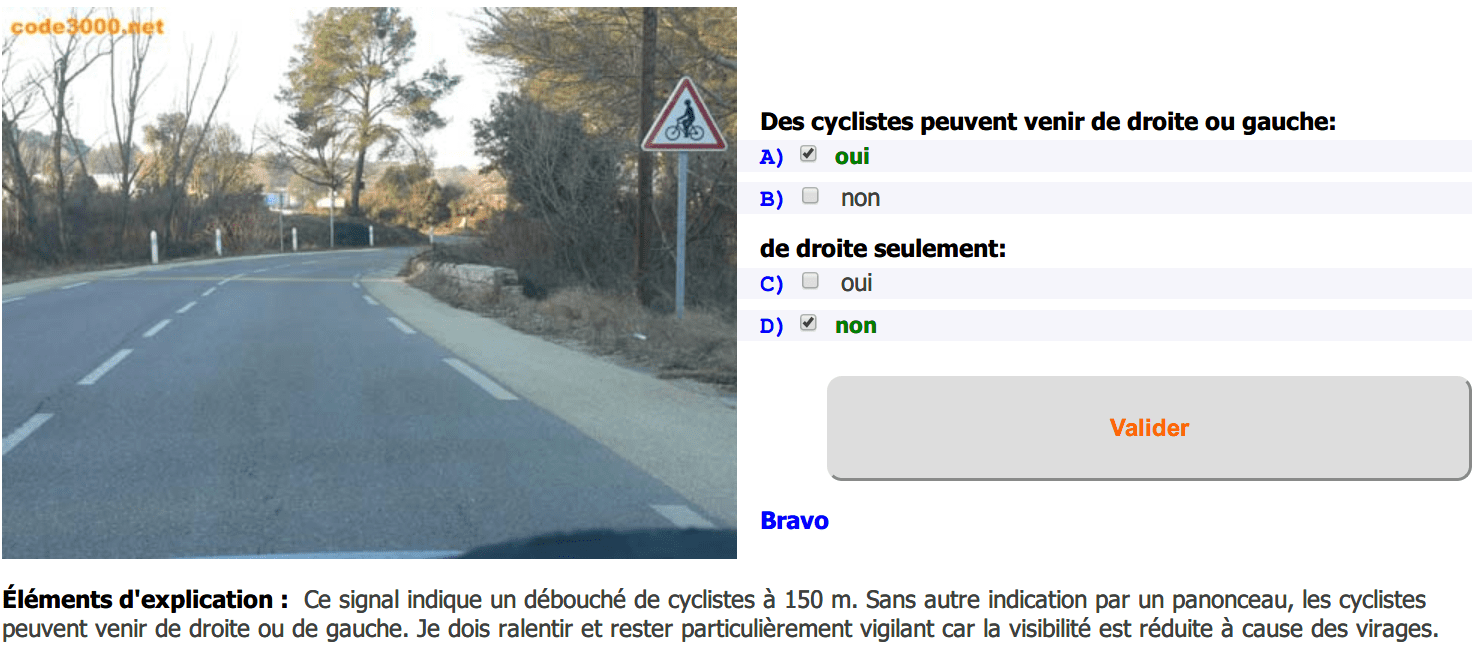 code3000.net
Des cyclistes peuvent venir de droite ou gauche:
A) oui
B) non
de droite seulement:
C) oui
D) non
Valider
Bravo
Éléments d'explication : Ce signal indique un débouché de cyclistes à 150 m. Sans autre indication par un panonceau, les cyclistes
peuvent venir de droite ou de gauche. Je dois ralentir et rester particulièrement vigilant car la visibilité est réduite à cause des virages.